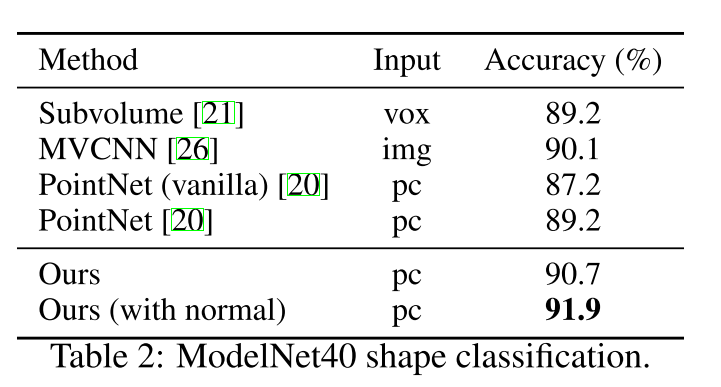 Method Input Accuracy (%)
Subvolume [21] vox 89.2
MVCNN [26] img 90.1
PointNet (vanilla) [20] pc 87.2
PointNet [20] pc 89.2
Ours pc 90.7
Ours (with normal) pc 91.9
Table 2: ModelNet40 shape classification.